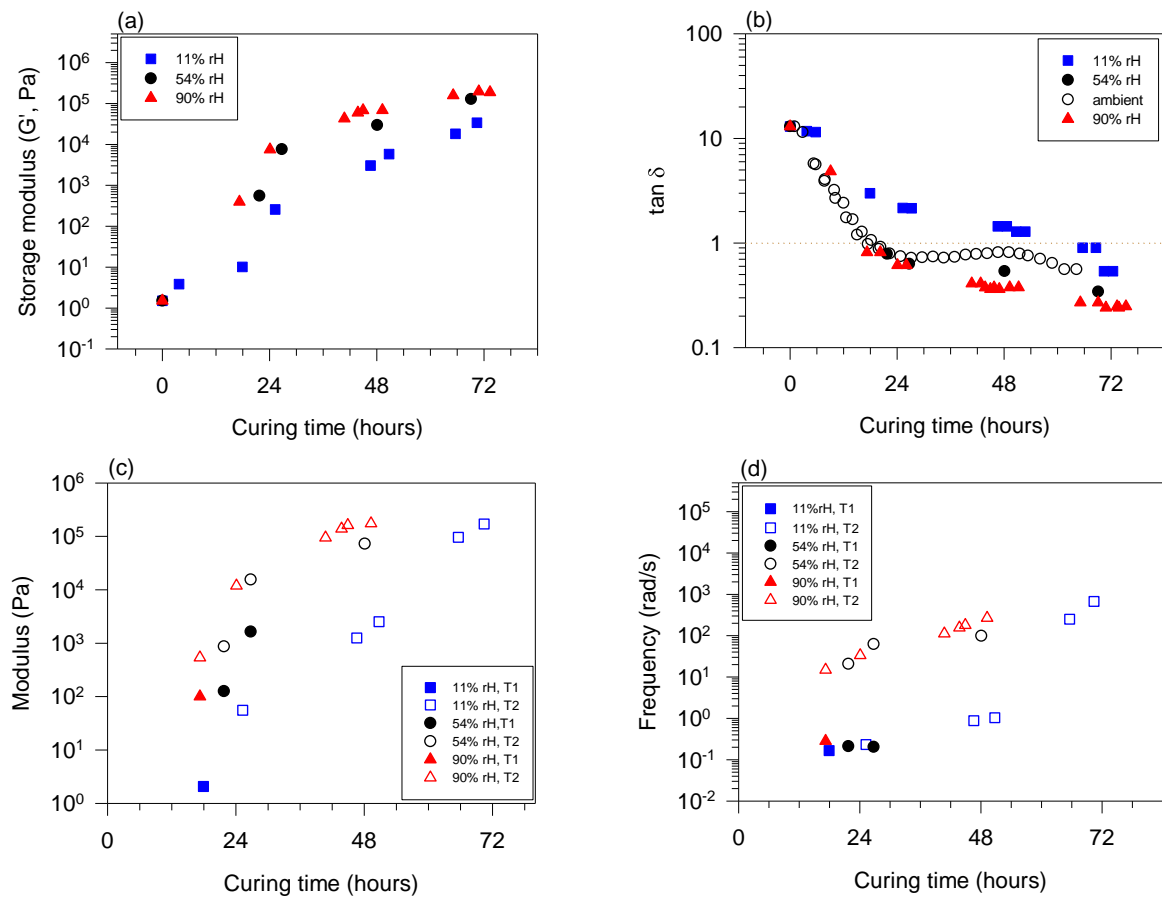 (a)
10^6
10^5
10^4
10^3
10^2
10^1
10^0
10^-1
Storage modulus (G', Pa)
11% rH
54% rH
90% rH
0 24 48 72
Curing time (hours)
(b)
100
10
1
0.1
tan δ
11% rH
54% rH
ambient
90% rH
0 24 48 72
Curing time (hours)
(c)
10^6
10^5
10^4
10^3
10^2
10^1
10^0
Modulus (Pa)
11% rH, T1
11% rH, T2
54% rH,T1
54% rH, T2
90% rH, T1
90% rH, T2
0 24 48 72
Curing time (hours)
(d)
10^5
10^4
10^3
10^2
10^1
10^0
10^-1
10^-2
Frequency (rad/s)
11%rH, T1
11% rH, T2
54% rH, T1
54% rH, T2
90% rH, T1
90% rH, T2
0 24 48 72
Curing time (hours)